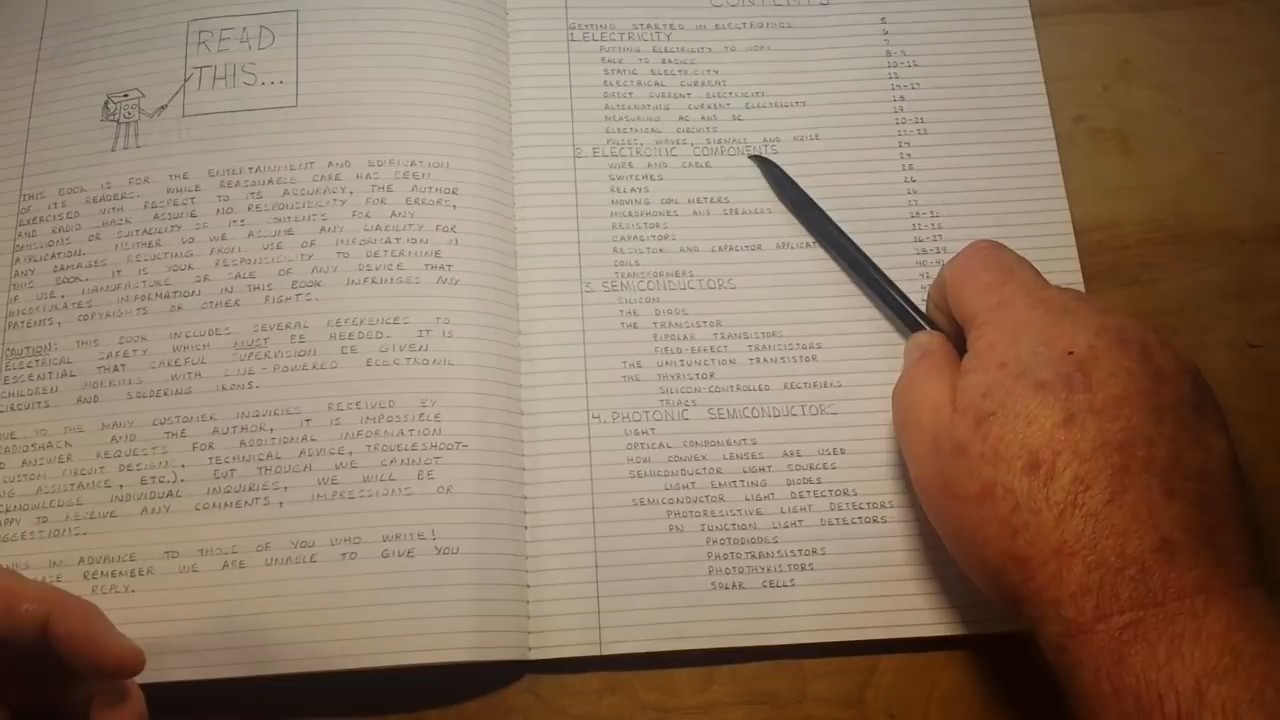 READ
THIS...
THIS BOOK IS FOR THE ENTERTAINMENT AND EDIFICATION
OF ITS READERS. WHILE REASONABLE CARE HAS BEEN
EXERCISED WITH RESPECT TO ITS ACCURACY, THE AUTHOR
AND RADIO SHACK ASSUME NO RESPONSIBILITY FOR ERRORS,
OMISSIONS OR SUITABILITY OF ITS CONTENTS FOR ANY
APPLICATION. NEITHER DO WE ASSUME ANY LIABILITY FOR
ANY DAMAGES RESULTING FROM USE OF INFORMATION IN
THIS BOOK. IT IS YOUR RESPONSIBILITY TO DETERMINE
IF USE, MANUFACTURE OR SALE OF ANY DEVICE THAT
INCORPORATES INFORMATION IN THIS BOOK INFRINGES ANY
PATENTS, COPYRIGHTS OR OTHER RIGHTS.
CAUTION: THIS BOOK INCLUDES SEVERAL REFERENCES TO
ELECTRICAL SAFETY WHICH MUST BE HEEDED. IT IS
ESSENTIAL THAT CAREFUL SUPERVISION BE GIVEN
CHILDREN WORKING WITH LINE-POWERED ELECTRONIC
CIRCUITS AND SOLDERING IRONS.
DUE TO THE MANY CUSTOMER INQUIRIES RECEIVED BY
RADIOSHACK AND THE AUTHOR, IT IS IMPOSSIBLE
TO ANSWER REQUESTS FOR ADDITIONAL INFORMATION
(CUSTOM CIRCUIT DESIGN, TECHNICAL ADVICE, TROUBLESHOOT-
ING ASSISTANCE, ETC.). BUT THOUGH WE CANNOT
ACKNOWLEDGE INDIVIDUAL INQUIRIES, WE WILL BE
HAPPY TO RECEIVE ANY COMMENTS, IMPRESSIONS OR
SUGGESTIONS.
IN ADVANCE TO THOSE OF YOU WHO WRITE!
REMEMBER WE ARE UNABLE TO GIVE YOU
REPLY.
CONTENTS
GETTING STARTED IN ELECTRONICS 5
1. ELECTRICITY 6
PUTTING ELECTRICITY TO WORK 7
BACK TO BASICS 8-9
STATIC ELECTRICITY 10-12
ELECTRICAL CURRENT 13
DIRECT CURRENT ELECTRICITY 14-17
ALTERNATING CURRENT ELECTRICITY 18
MEASURING AC AND DC 19
ELECTRICAL CIRCUITS 20-21
PULSES, WAVES, SIGNALS AND NOISE 22-23
2. ELECTRONIC COMPONENTS 24
WIRE AND CABLE 24
SWITCHES 25
RELAYS 26
MOVING COIL METERS 26
MICROPHONES AND SPEAKERS 27
RESISTORS 28-31
CAPACITORS 32-35
RESISTOR AND CAPACITOR 36-37
COILS 38-39
TRANSFORMERS 40-41
3. SEMICONDUCTORS 42
SILICON
THE DIODE
THE TRANSISTOR
BIPOLAR TRANSISTORS
FIELD-EFFECT TRANSISTORS
THE UNIJUNCTION TRANSISTOR
THE THYRISTOR
SILICON-CONTROLLED RECTIFIERS
TRIACS
4. PHOTONIC SEMICONDUCTORS
LIGHT
OPTICAL COMPONENTS
HOW CONVEX LENSES ARE USED
SEMICONDUCTOR LIGHT SOURCES
LIGHT EMITTING DIODES
SEMICONDUCTOR LIGHT DETECTORS
PHOTORESISTIVE LIGHT DETECTORS
PN JUNCTION LIGHT DETECTORS
PHOTODIODES
PHOTOTRANSISTORS
PHOTOTHYRISTORS
SOLAR CELLS